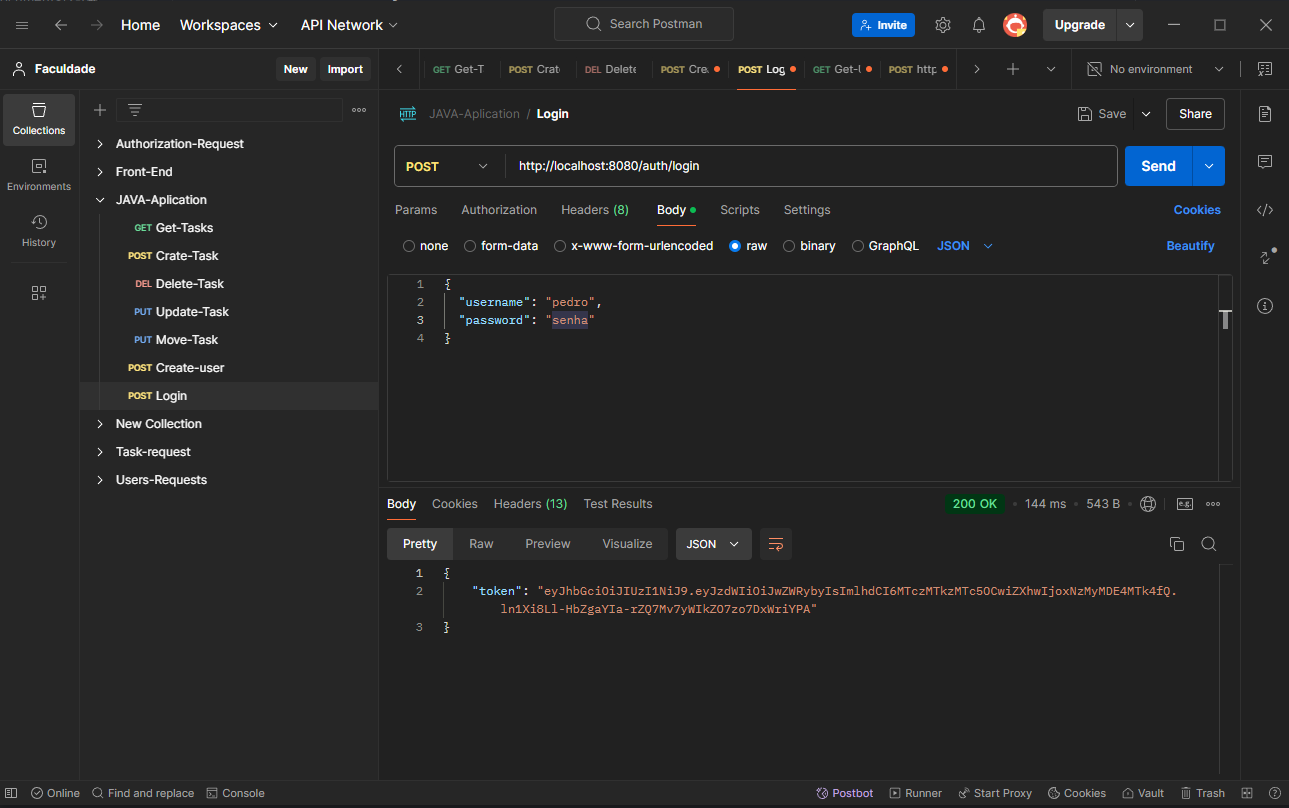 Home
Workspaces
API Network
Search Postman
Invite
Upgrade
Faculdade
New
Import
GET Get-T
POST Crat
DEL Delete
POST Cre
POST Log
GET Get-l
POST http
No environment
Collections
Environments
History
Authorization-Request
Front-End
JAVA-Aplication
GET Get-Tasks
POST Crate-Task
DEL Delete-Task
PUT Update-Task
PUT Move-Task
POST Create-user
POST Login
New Collection
Task-request
Users-Requests
HTTP JAVA-Aplication / Login
Save
Share
POST
http://localhost:8080/auth/login
Send
Params
Authorization
Headers (8)
Body
Scripts
Settings
Cookies
none
form-data
x-www-form-urlencoded
raw
binary
GraphQL
JSON
Beautify
1 {
2 "username": "pedro",
3 "password": "senha"
4 }
Body
Cookies
Headers (13)
Test Results
200 OK
144 ms
543 B
e.g.
Pretty
Raw
Preview
Visualize
JSON
1 {
2 "token": "eyJhbGciOiJIUzI1NiJ9.eyJzdWIiOiJwZWRybyIsImlhdCI6MTczMTkzMTc5OCwiZXhwIjoxNzMyMDE4MTk4fQ.
ln1Xi8Ll-HbZgaYIa-rZQ7Mv7yWIkZO7zo7DxWriYPA"
3 }
Online
Find and replace
Console
Postbot
Runner
Start Proxy
Cookies
Vault
Trash